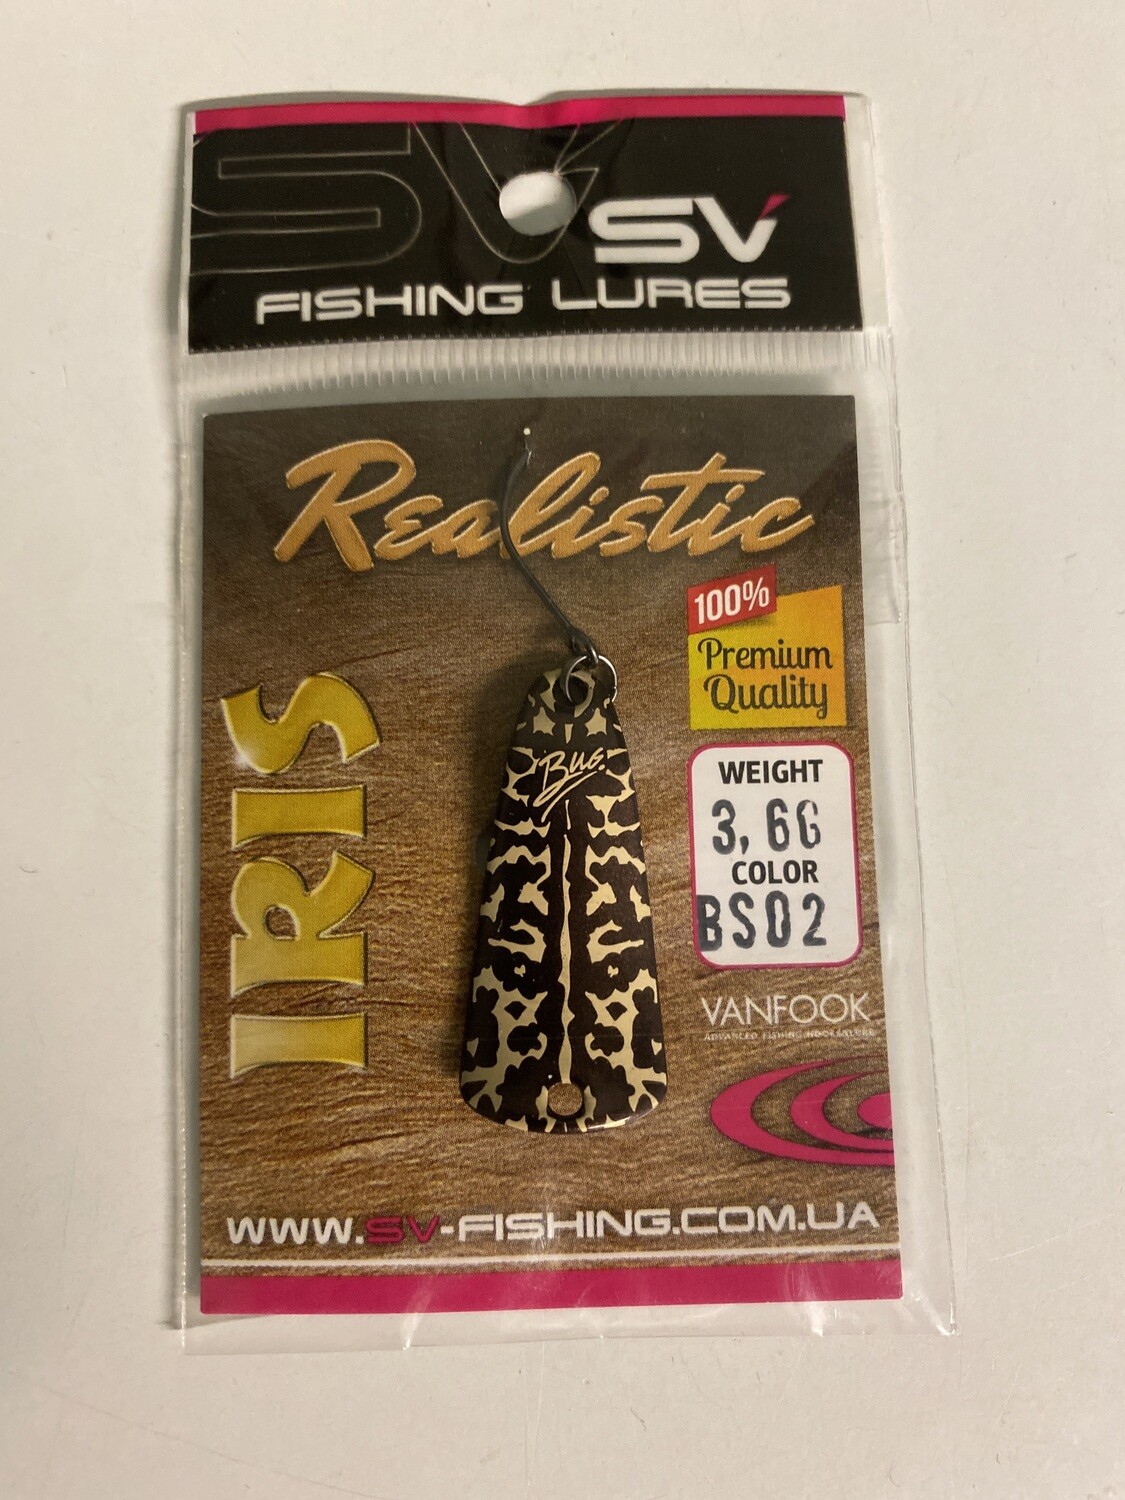 SV
SV
FISHING LURES
Realistic
100%
Premium
Quality
IRIS
Bug.
WEIGHT
3,6G
COLOR
BS02
VANFOOK
WWW.SV-FISHING.COM.UA